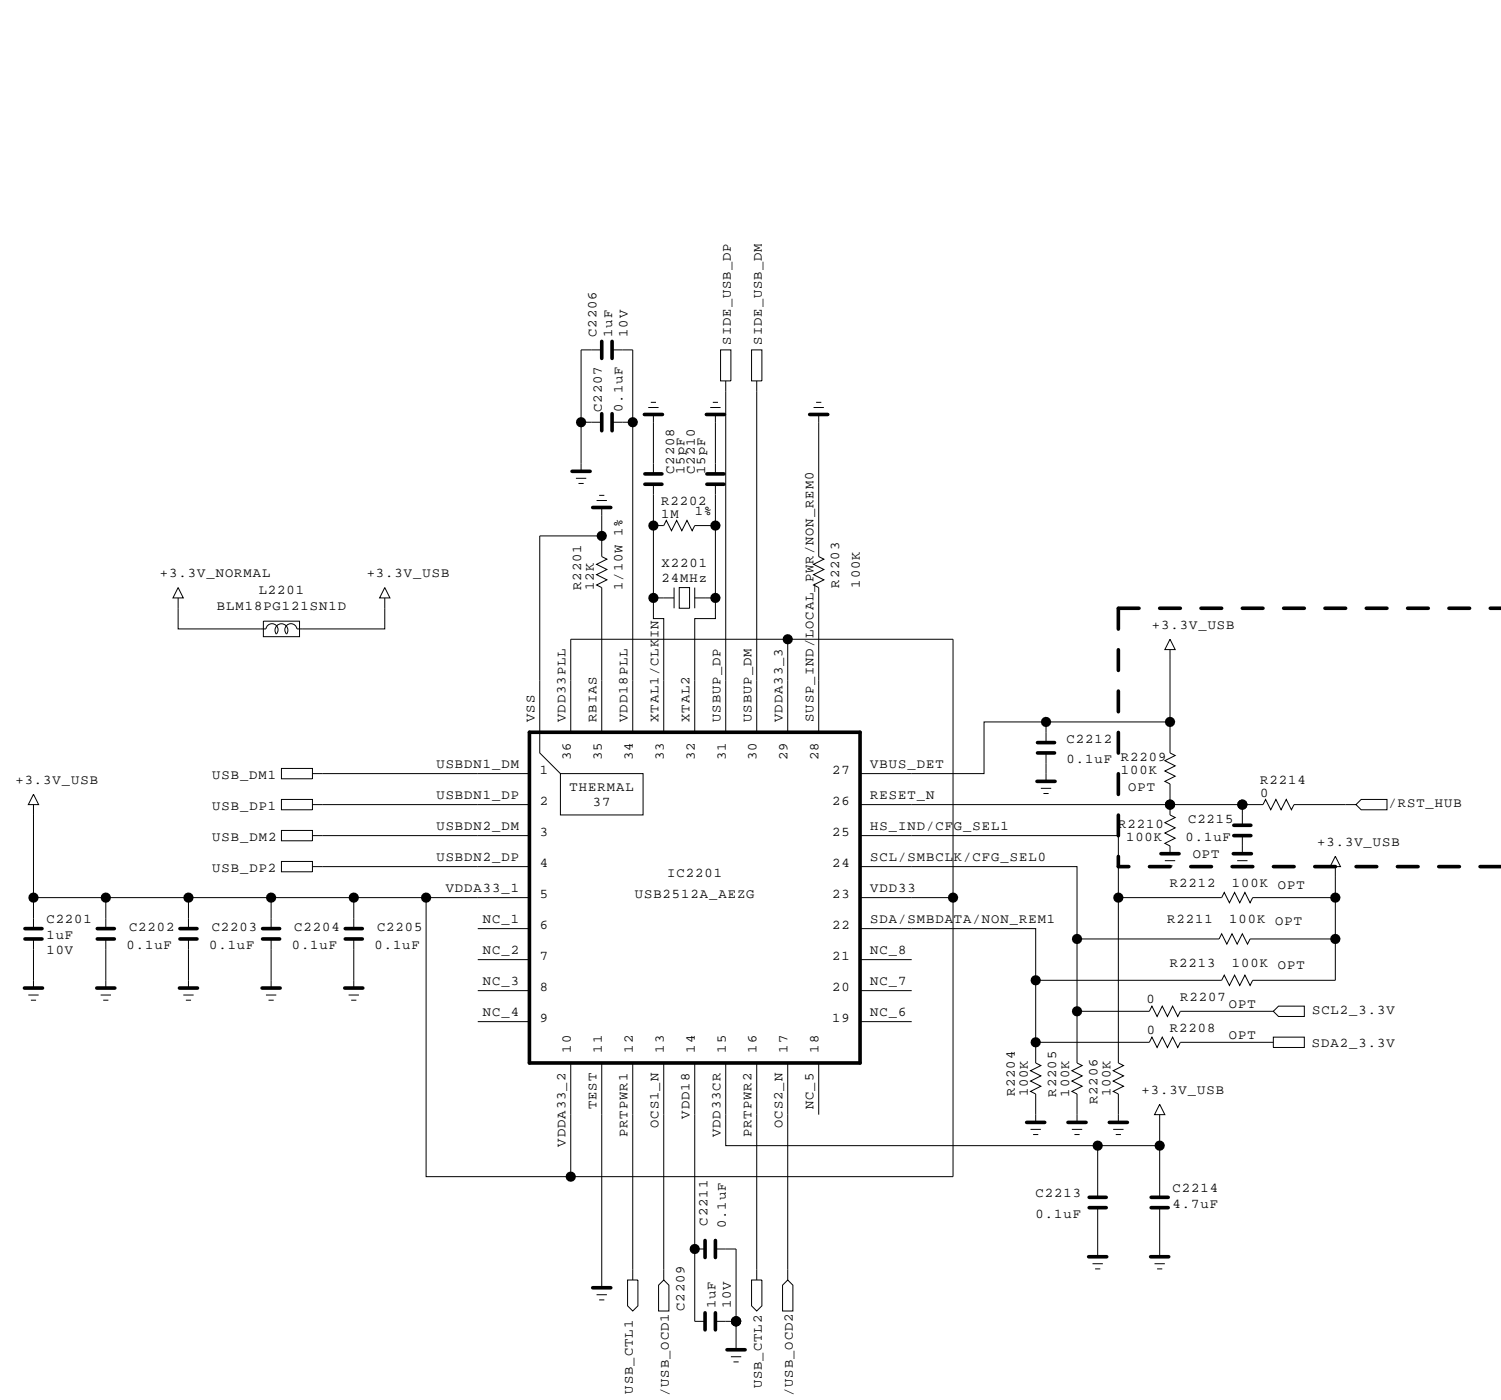 SIDE_USB_DP
SIDE_USB_DM
C2206
1uF
10V
C2207
0.1uF
C2208
15pF
C2210
15pF
R2202
1M 1%
X2201
24MHz
R2201
12K
1/10W 1%
R2203
100K
+3.3V_NORMAL
+3.3V_USB
L2201
BLM18PG121SN1D
VSS
VDD33PLL
RBIAS
VDD18PLL
XTAL1/CLKIN
XTAL2
USBUP_DP
USBUP_DM
VDDA33_3
SUSP_IND/LOCAL_PWR/NON_REM0
36
35
34
33
32
31
30
29
28
THERMAL
37
IC2201
USB2512A_AEZG
+3.3V_USB
USB_DM1
USBDN1_DM
1
USB_DP1
USBDN1_DP
2
USB_DM2
USBDN2_DM
3
USB_DP2
USBDN2_DP
4
VDDA33_1
5
NC_1
6
NC_2
7
NC_3
8
NC_4
9
C2201
1uF
10V
C2202
0.1uF
C2203
0.1uF
C2204
0.1uF
C2205
0.1uF
27
VBUS_DET
26
RESET_N
25
HS_IND/CFG_SEL1
24
SCL/SMBCLK/CFG_SEL0
23
VDD33
22
SDA/SMBDATA/NON_REM1
21
NC_8
20
NC_7
19
NC_6
+3.3V_USB
C2212
0.1uF
R2209
100K
OPT
R2214
0
/RST_HUB
R2210
100K
C2215
0.1uF
OPT
+3.3V_USB
R2212 100K OPT
R2211 100K OPT
R2213 100K OPT
0 R2207 OPT
SCL2_3.3V
0 R2208 OPT
SDA2_3.3V
R2204
100K
R2205
100K
R2206
100K
+3.3V_USB
C2213
0.1uF
C2214
4.7uF
10
11
12
13
14
15
16
17
18
VDDA33_2
TEST
PRTPWR1
OCS1_N
VDD18
VDD33CR
PRTPWR2
OCS2_N
NC_5
C2211
0.1uF
C2209
1uF
10V
USB_CTL1
/USB_OCD1
USB_CTL2
/USB_OCD2